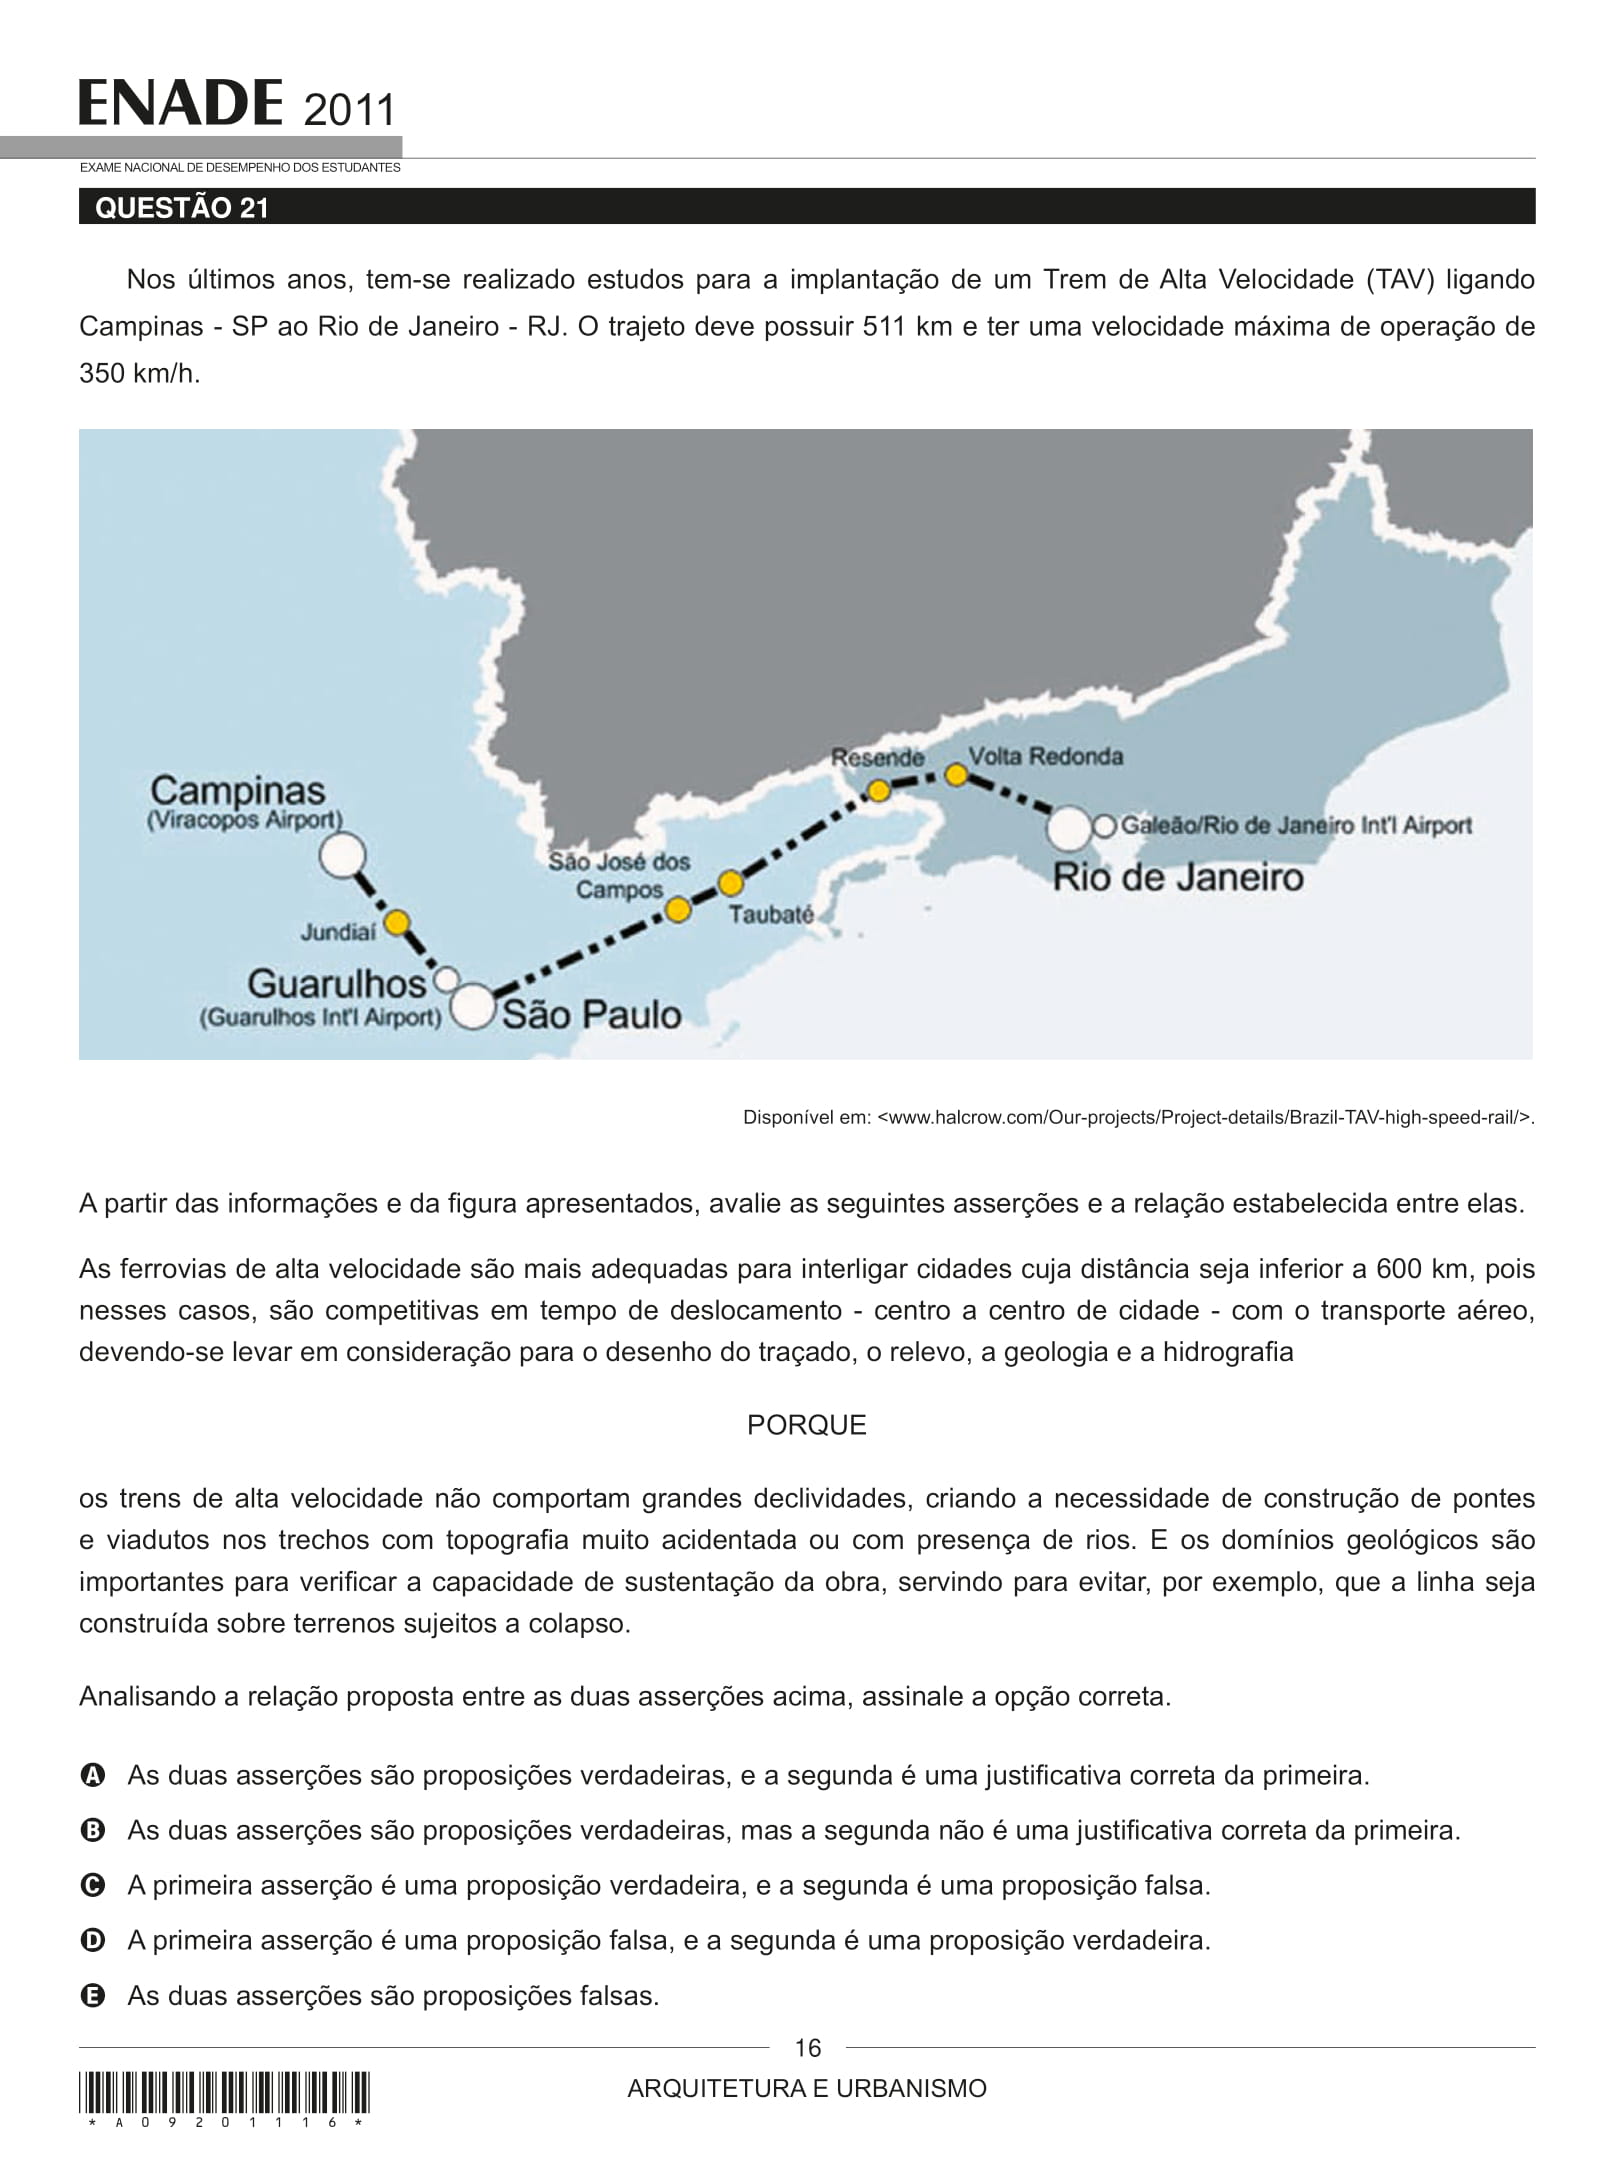 ENADE 2011
EXAME NACIONAL DE DESEMPENHO DOS ESTUDANTES
QUESTÃO 21
Nos últimos anos, tem-se realizado estudos para a implantação de um Trem de Alta Velocidade (TAV) ligando
Campinas - SP ao Rio de Janeiro - RJ. O trajeto deve possuir 511 km e ter uma velocidade máxima de operação de
350 km/h.
Resende
Volta Redonda
Campinas
(Viracopos Airport)
Galeão/Rio de Janeiro Int'l Airport
São José dos
Campos
Rio de Janeiro
Taubaté
Jundiaí
Guarulhos
(Guarulhos Int'l Airport)
São Paulo
Disponível em: <www.halcrow.com/Our-projects/Project-details/Brazil-TAV-high-speed-rail/>.
A partir das informações e da figura apresentados, avalie as seguintes asserções e a relação estabelecida entre elas.
As ferrovias de alta velocidade são mais adequadas para interligar cidades cuja distância seja inferior a 600 km, pois
nesses casos, são competitivas em tempo de deslocamento - centro a centro de cidade - com o transporte aéreo,
devendo-se levar em consideração para o desenho do traçado, o relevo, a geologia e a hidrografia
PORQUE
os trens de alta velocidade não comportam grandes declividades, criando a necessidade de construção de pontes
e viadutos nos trechos com topografia muito acidentada ou com presença de rios. E os domínios geológicos são
importantes para verificar a capacidade de sustentação da obra, servindo para evitar, por exemplo, que a linha seja
construída sobre terrenos sujeitos a colapso.
Analisando a relação proposta entre as duas asserções acima, assinale a opção correta.
A As duas asserções são proposições verdadeiras, e a segunda é uma justificativa correta da primeira.
B As duas asserções são proposições verdadeiras, mas a segunda não é uma justificativa correta da primeira.
C A primeira asserção é uma proposição verdadeira, e a segunda é uma proposição falsa.
D A primeira asserção é uma proposição falsa, e a segunda é uma proposição verdadeira.
E As duas asserções são proposições falsas.
16
ARQUITETURA E URBANISMO
* A 0 9 2 0 1 1 1 6 *